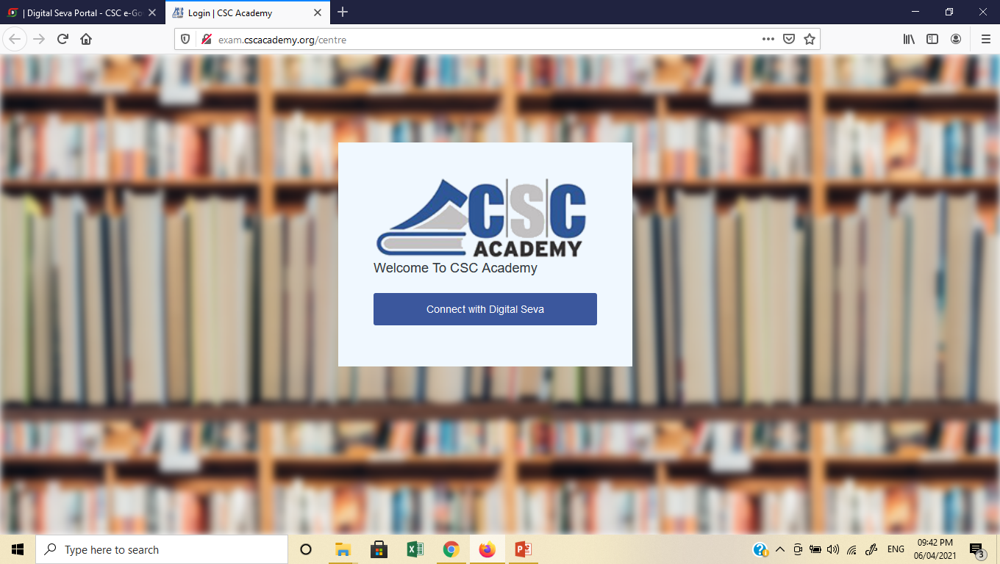 | Digital Seva Portal - CSC e-Go
Login | CSC Academy
exam.cscacademy.org/centre
CSC
ACADEMY
Welcome To CSC Academy
Connect with Digital Seva
Type here to search
ENG
09:42 PM
06/04/2021
3